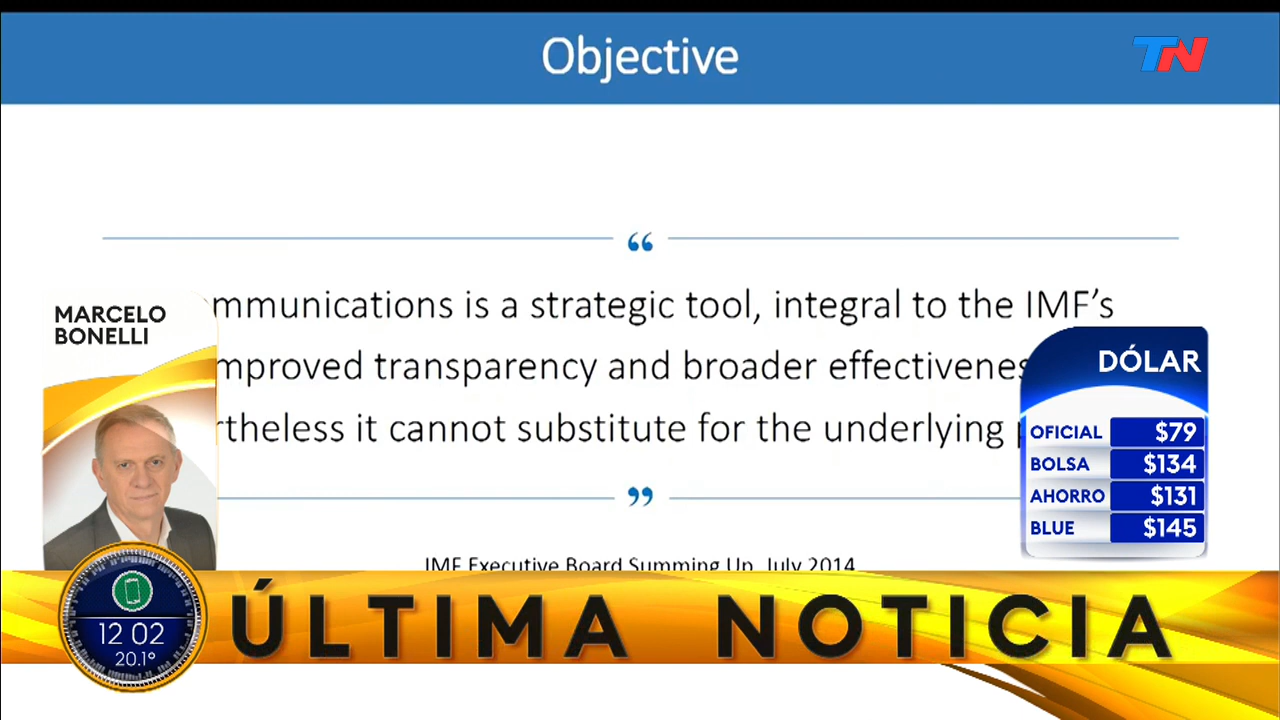 Objective
TN
“
mmunications is a strategic tool, integral to the IMF’s
mproved transparency and broader
rtheless it cannot substitute for the underlying
”
IMF Executive Board Summing Up, July 2014
MARCELO
BONELLI
DÓLAR
OFICIAL $79
BOLSA $134
AHORRO $131
BLUE $145
12 02
20.1°
ÚLTIMA NOTICIA